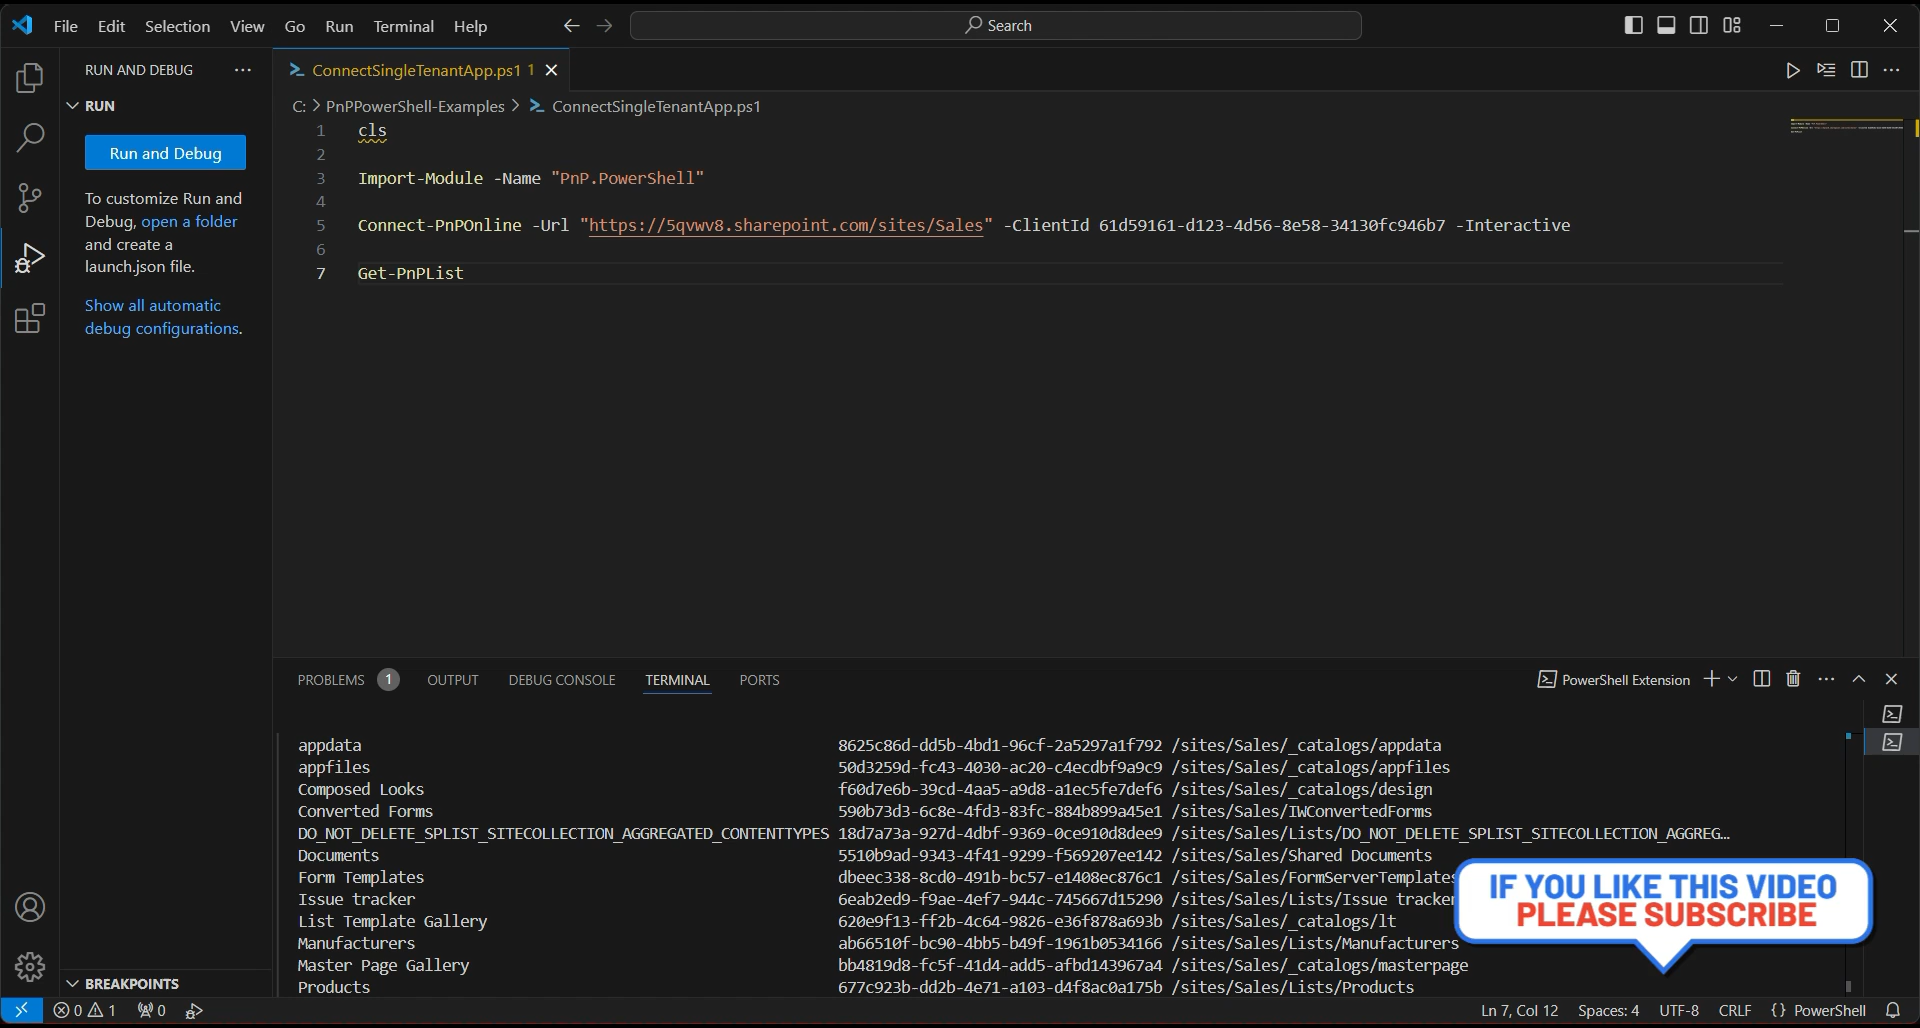 File Edit Selection View Go Run Terminal Help Search
RUN AND DEBUG ConnectSingleTenantApp.ps1 1
RUN
Run and Debug
To customize Run and
Debug, open a folder
and create a
launch.json file.
Show all automatic
debug configurations.
BREAKPOINTS
C: > PnPPowerShell-Examples > ConnectSingleTenantApp.ps1
1 cls
2
3 Import-Module -Name "PnP.PowerShell"
4
5 Connect-PnPOnline -Url "https://5qvwv8.sharepoint.com/sites/Sales" -ClientId 61d59161-d123-4d56-8e58-34130fc946b7 -Interactive
6
7 Get-PnPList
PROBLEMS 1 OUTPUT DEBUG CONSOLE TERMINAL PORTS PowerShell Extension
appdata 8625c86d-dd5b-4bd1-96cf-2a5297a1f792 /sites/Sales/_catalogs/appdata
appfiles 50d3259d-fc43-4030-ac20-c4ecdbf9a9c9 /sites/Sales/_catalogs/appfiles
Composed Looks f60d7e6b-39cd-4aa5-a9d8-a1ec5fe7def6 /sites/Sales/_catalogs/design
Converted Forms 590b73d3-6c8e-4fd3-83fc-884b899a45e1 /sites/Sales/IWConvertedForms
DO_NOT_DELETE_SPLIST_SITECOLLECTION_AGGREGATED_CONTENTTYPES 18d7a73a-927d-4dbf-9369-0ce910d8dee9 /sites/Sales/Lists/DO_NOT_DELETE_SPLIST_SITECOLLECTION_AGGREG…
Documents 5510b9ad-9343-4f41-9299-f569207ee142 /sites/Sales/Shared Documents
Form Templates dbeec338-8cd0-491b-bc57-e1408ec876c1 /sites/Sales/FormServerTemplates
Issue tracker 6eab2ed9-f9ae-4ef7-944c-745667d15290 /sites/Sales/Lists/Issue tracker
List Template Gallery 620e9f13-ff2b-4c64-9826-e36f878a693b /sites/Sales/_catalogs/lt
Manufacturers ab66510f-bc90-4bb5-b49f-1961b0534166 /sites/Sales/Lists/Manufacturers
Master Page Gallery bb4819d8-fc5f-41d4-add5-afbd143967a4 /sites/Sales/_catalogs/masterpage
Products 677c923b-dd2b-4e71-a103-d4f8ac0a175b /sites/Sales/Lists/Products
IF YOU LIKE THIS VIDEO
PLEASE SUBSCRIBE
0 1 0 Ln 7, Col 12 Spaces: 4 UTF-8 CRLF {} PowerShell